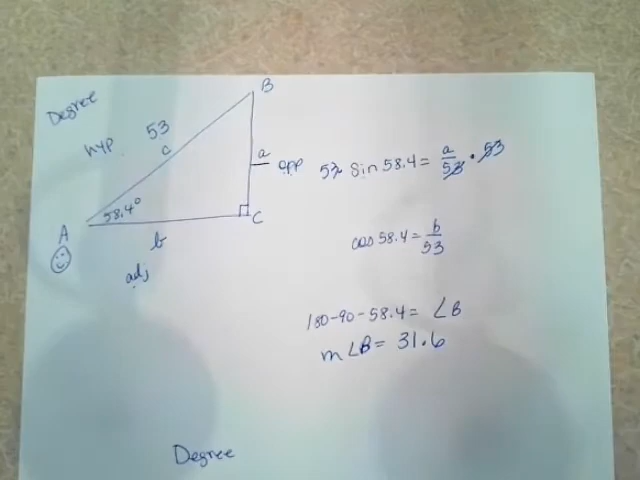 Degree
B
hyp
53
c
a
opp
58.4°
A
C
b
adj
53 sin 58.4 = a/53 · 53
cos 58.4 = b/53
180-90-58.4 = ∠B
m∠B = 31.6
Degree